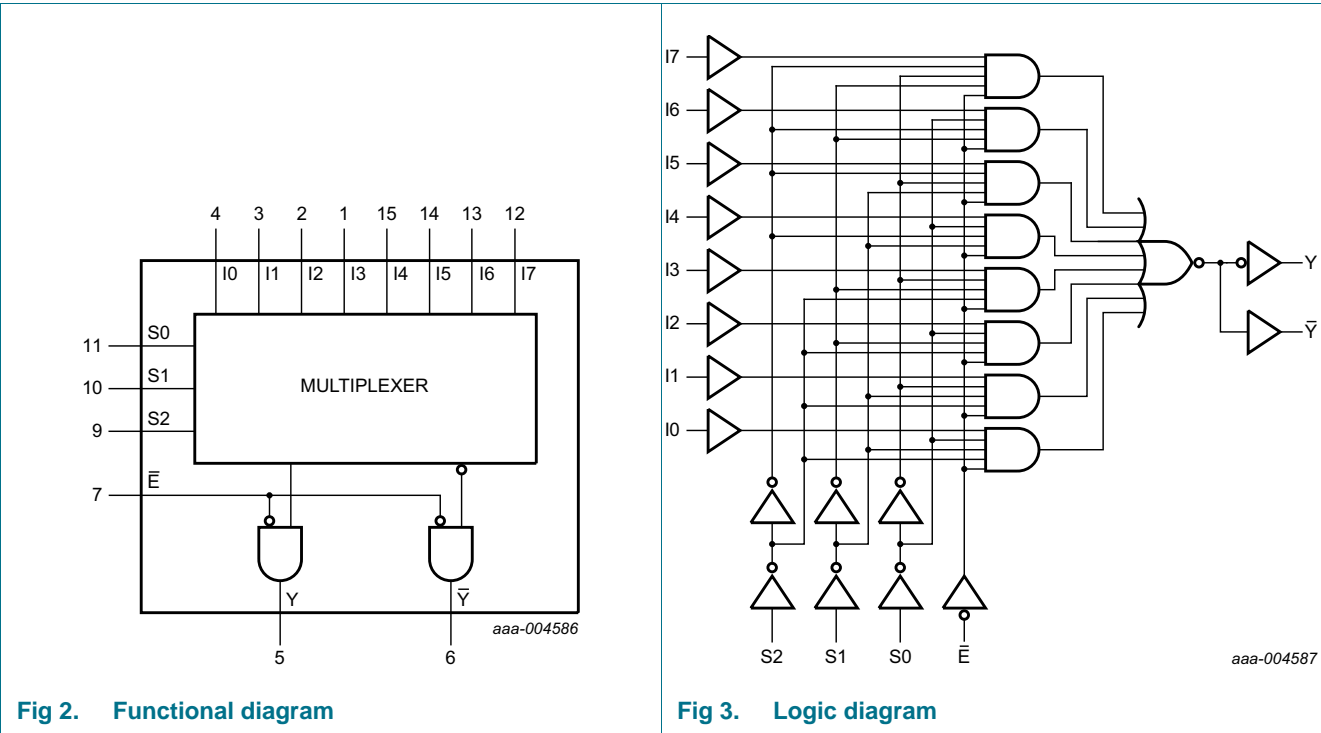 4 3 2 1 15 14 13 12
I0 I1 I2 I3 I4 I5 I6 I7
11 S0
10 S1
9 S2
MULTIPLEXER
7 E̅
Y Y̅
aaa-004586
5 6
Fig 2. Functional diagram
I7
I6
I5
I4
I3
I2
I1
I0
Y
Y̅
S2 S1 S0 E̅
aaa-004587
Fig 3. Logic diagram